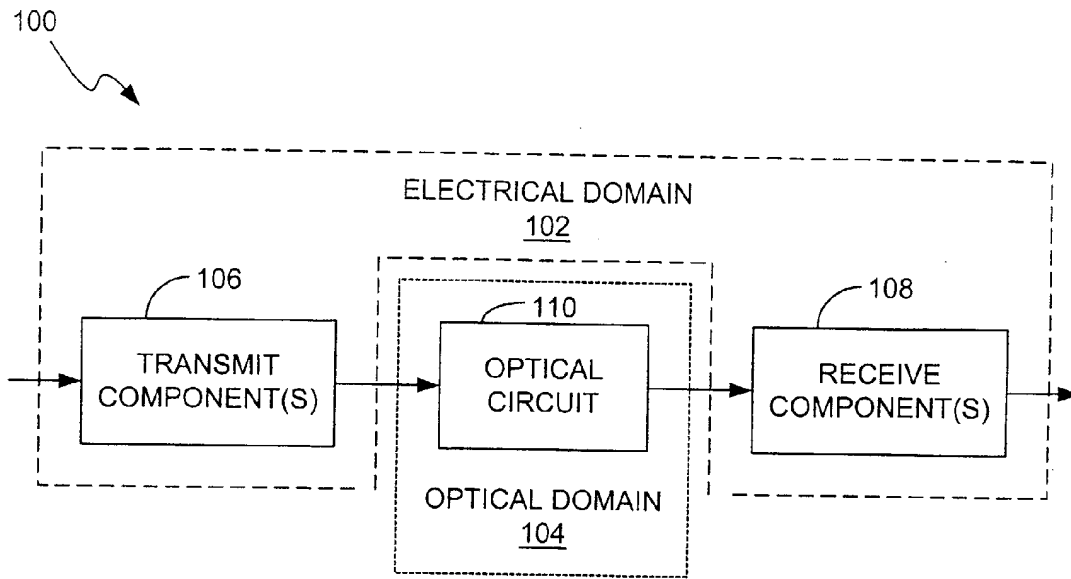 100
ELECTRICAL DOMAIN
102
106
110
108
TRANSMIT
COMPONENT(S)
OPTICAL
CIRCUIT
RECEIVE
COMPONENT(S)
OPTICAL DOMAIN
104